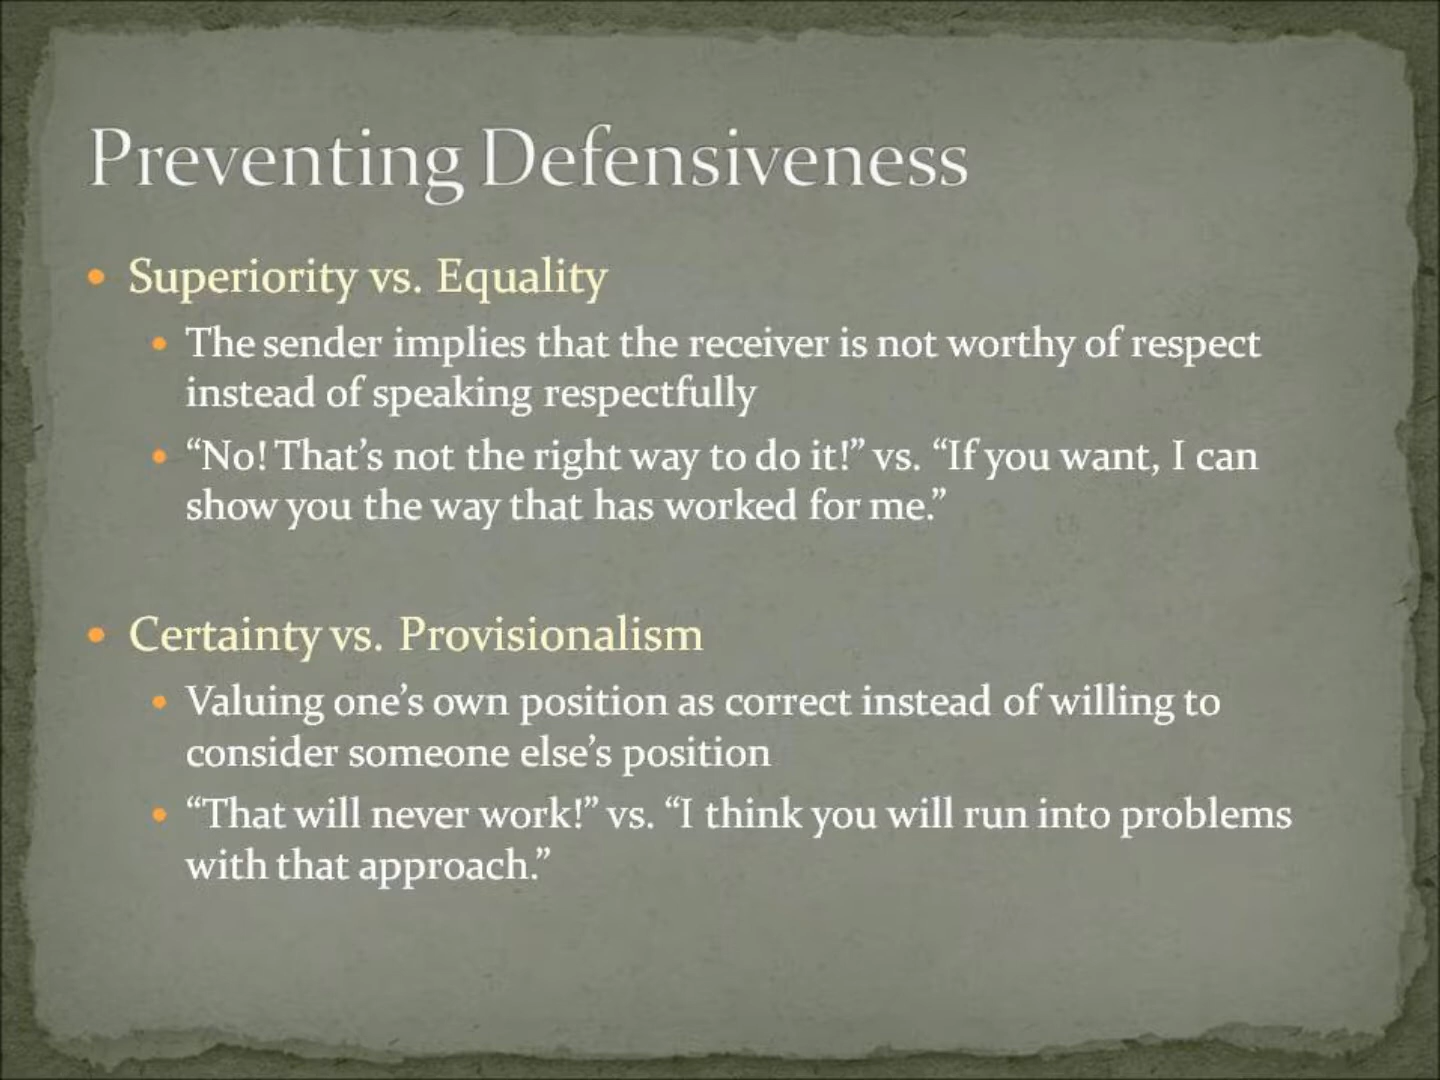 Preventing Defensiveness
• Superiority vs. Equality
• The sender implies that the receiver is not worthy of respect
instead of speaking respectfully
• “No! That’s not the right way to do it!” vs. “If you want, I can
show you the way that has worked for me.”
• Certainty vs. Provisionalism
• Valuing one’s own position as correct instead of willing to
consider someone else’s position
• “That will never work!” vs. “I think you will run into problems
with that approach.”